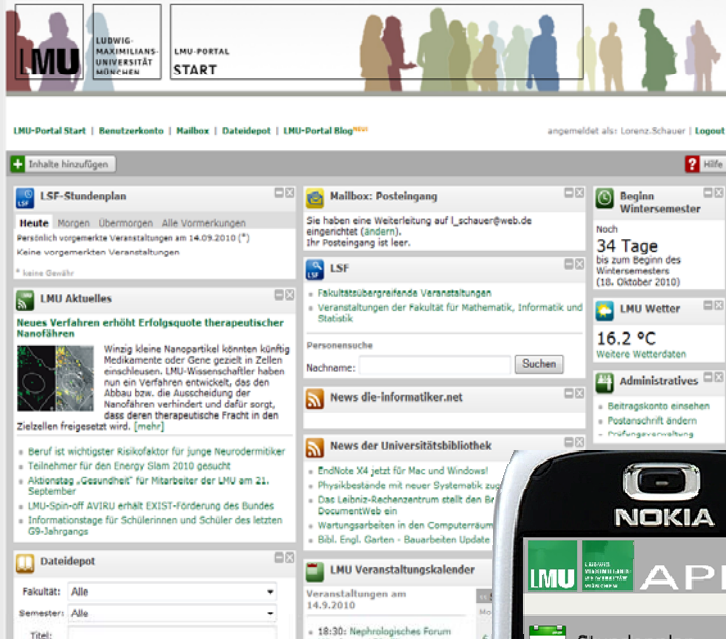 LMU
LUDWIG-
MAXIMILIANS-
UNIVERSITÄT
MÜNCHEN
LMU-PORTAL
START
LMU-Portal Start | Benutzerkonto | Mailbox | Dateidepot | LMU-Portal Blog NEU!
angemeldet als: Lorenz.Schauer | Logout
Inhalte hinzufügen
Hilfe
LSF-Stundenplan
Heute Morgen Übermorgen Alle Vormerkungen
Persönlich vorgemerkte Veranstaltungen am 14.09.2010 (*)
Keine vorgemerkten Veranstaltungen
* keine Gewähr
LMU Aktuelles
Neues Verfahren erhöht Erfolgsquote therapeutischer
Nanofähren
Winzig kleine Nanopartikel könnten künftig
Medikamente oder Gene gezielt in Zellen
einschleusen. LMU-Wissenschaftler haben
nun ein Verfahren entwickelt, das den
Abbau bzw. die Ausscheidung der
Nanofähren verhindert und dafür sorgt,
dass deren therapeutische Fracht in den
Zielzellen freigesetzt wird. [mehr]
Beruf ist wichtigster Risikofaktor für junge Neurodermitiker
Teilnehmer für den Energy Slam 2010 gesucht
Aktionstag „Gesundheit" für Mitarbeiter der LMU am 21.
September
LMU-Spin-off AVIRU erhält EXIST-Förderung des Bundes
Informationstage für Schülerinnen und Schüler des letzten
G9-Jahrgangs
Dateidepot
Fakultät: Alle
Semester: Alle
Titel:
Mailbox: Posteingang
Sie haben eine Weiterleitung auf l_schauer@web.de
eingerichtet (ändern).
Ihr Posteingang ist leer.
LSF
Fakultätsübergreifende Veranstaltungen
Veranstaltungen der Fakultät für Mathematik, Informatik und
Statistik
Personensuche
Nachname:
Suchen
News die-informatiker.net
News der Universitätsbibliothek
EndNote X4 jetzt für Mac und Windows!
Physikbestande mit neuer Systematik zug
Das Leibniz-Rechenzentrum stellt den Be
DocumentWeb ein
Wartungsarbeiten in den Computerräum
Bibl. Engl. Garten - Bauarbeiten Update
LMU Veranstaltungskalender
Veranstaltungen am
14.9.2010
18:30: Nephrologisches Forum
Beginn
Wintersemester
Noch
34 Tage
bis zum Beginn des
Wintersemesters
(18. Oktober 2010)
LMU Wetter
16.2 °C
Weitere Wetterdaten
Administratives
Beitragskonto einsehen
Postanschrift ändern
Prüfungsverwaltung
NOKIA
LMU